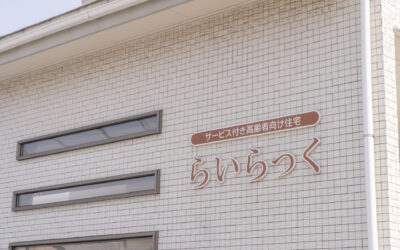 サービス付き高齢者向け住宅
らいらっく